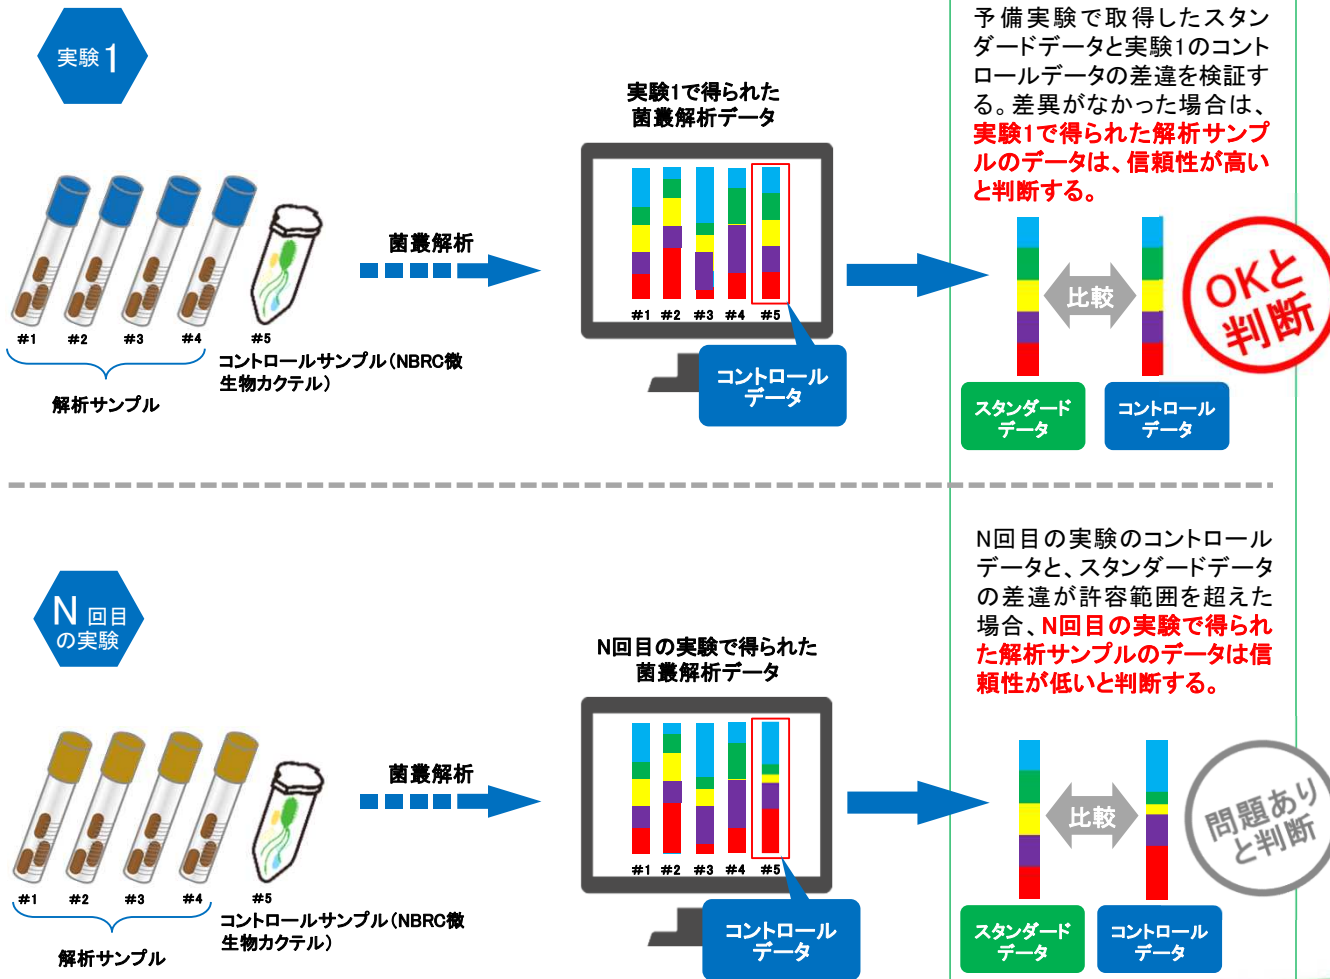 実験1
予備実験で取得したスタン
ダードデータと実験1のコント
ロールデータの差違を検証す
る。差異がなかった場合は、
実験1で得られた解析サンプ
ルのデータは、信頼性が高い
と判断する。
実験1で得られた
菌叢解析データ
菌叢解析
#1 #2 #3 #4 #5
#1 #2 #3 #4 #5
コントロールサンプル（NBRC微
生物カクテル）
解析サンプル
コントロール
データ
比較
OKと
判断
スタンダード
データ
コントロール
データ
N回目
の実験
N回目の実験のコントロール
データと、スタンダードデータ
の差違が許容範囲を超えた
場合、N回目の実験で得られ
た解析サンプルのデータは信
頼性が低いと判断する。
N回目の実験で得られた
菌叢解析データ
菌叢解析
#1 #2 #3 #4 #5
#1 #2 #3 #4 #5
コントロールサンプル（NBRC微
生物カクテル）
解析サンプル
コントロール
データ
比較
問題あり
と判断
スタンダード
データ
コントロール
データ